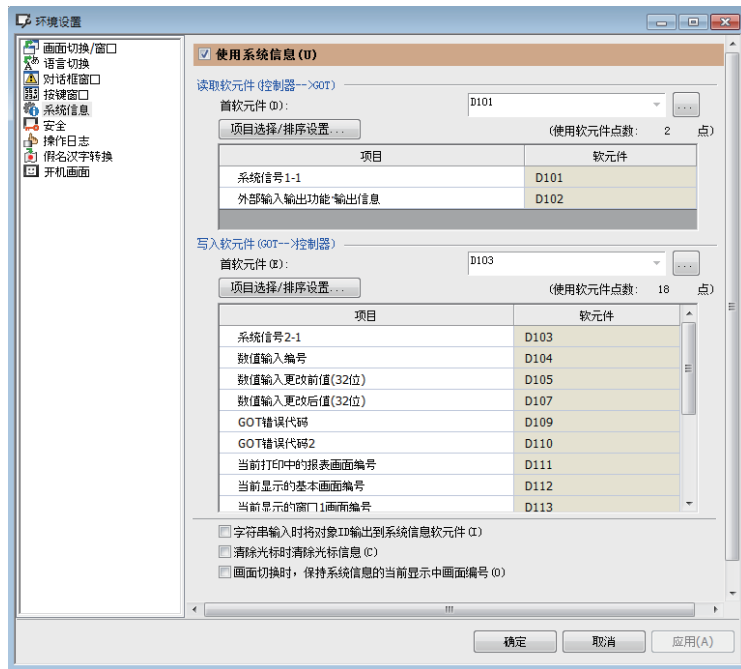 环境设置
画面切换/窗口
语言切换
对话框窗口
按键窗口
系统信息
安全
操作日志
假名汉字转换
开机画面
使用系统信息(U)
读取软元件(控制器-->GOT)
首软元件(D):
D101
...
项目选择/排序设置...
(使用软元件点数: 2 点)
项目 软元件
系统信号1-1 D101
外部输入输出功能·输出信息 D102
写入软元件(GOT-->控制器)
首软元件(E):
D103
...
项目选择/排序设置...
(使用软元件点数: 18 点)
项目 软元件
系统信号2-1 D103
数值输入编号 D104
数值输入更改前值(32位) D105
数值输入更改后值(32位) D107
GOT错误代码 D109
GOT错误代码2 D110
当前打印中的报表画面编号 D111
当前显示的基本画面编号 D112
当前显示的窗口1画面编号 D113
字符串输入时将对象ID输出到系统信息软元件(I)
清除光标时清除光标信息(C)
画面切换时，保持系统信息的当前显示中画面编号(O)
确定
取消
应用(A)